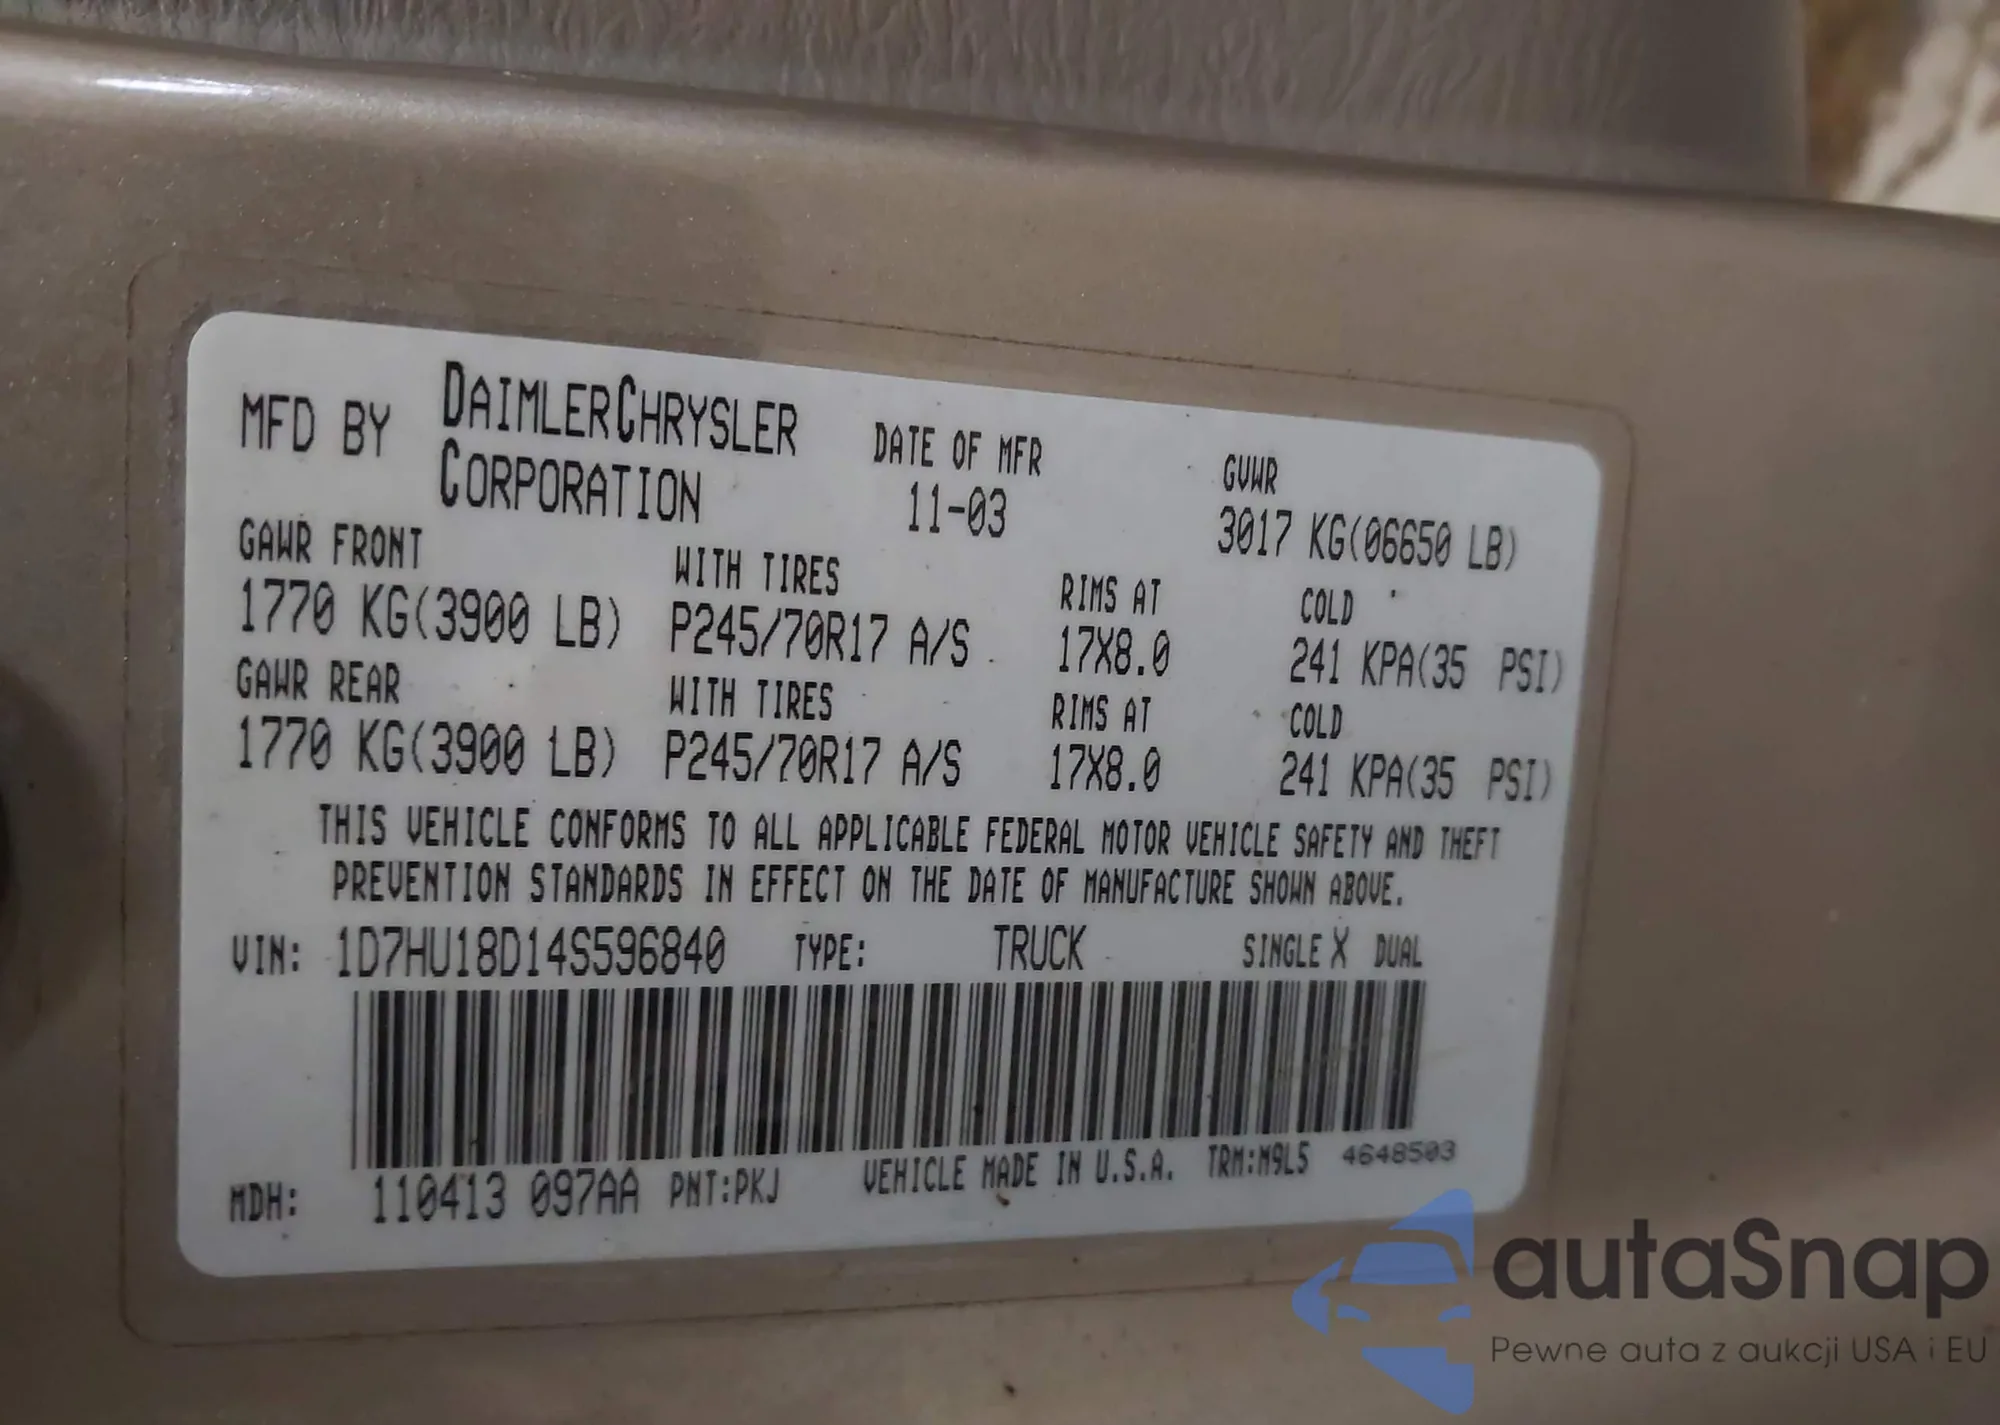 MFD BY DAIMLERCHRYSLER CORPORATION
DATE OF MFR 11-03
GVWR 3017 KG(06650 LB)
GAWR FRONT WITH TIRES RIMS AT COLD
1770 KG(3900 LB) P245/70R17 A/S 17X8.0 241 KPA(35 PSI)
GAWR REAR WITH TIRES RIMS AT COLD
1770 KG(3900 LB) P245/70R17 A/S 17X8.0 241 KPA(35 PSI)
THIS VEHICLE CONFORMS TO ALL APPLICABLE FEDERAL MOTOR VEHICLE SAFETY AND THEFT
PREVENTION STANDARDS IN EFFECT ON THE DATE OF MANUFACTURE SHOWN ABOVE.
VIN: 1D7HU18D14S596840 TYPE: TRUCK SINGLE X DUAL
MDH: 110413 097AA PNT:PKJ VEHICLE MADE IN U.S.A. TRM:M9L5 4648503
autaSnap
Pewne auta z aukcji USA i EU